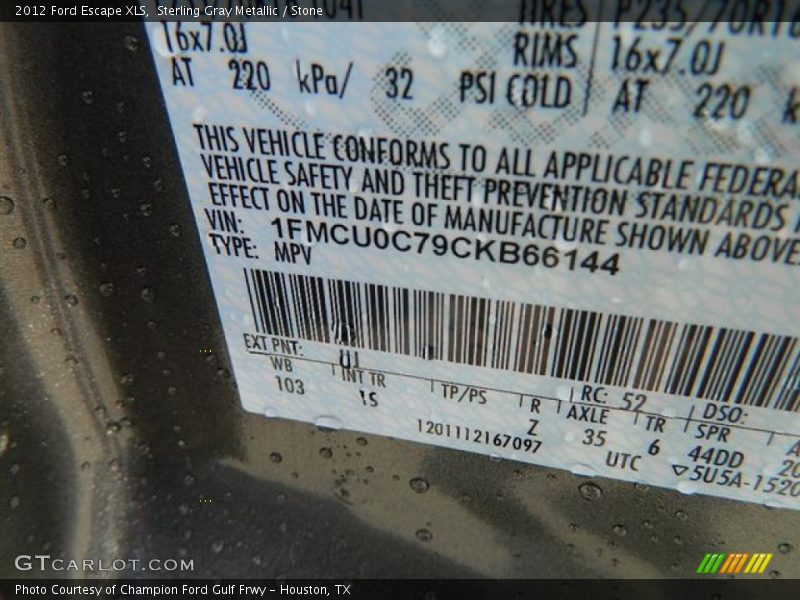 2012 Ford Escape XLS, Sterling Gray Metallic / Stone
TIRES P235/70R16
16x7.0J RIMS 16x7.0J
AT 220 kPa/ 32 PSI COLD AT 220
THIS VEHICLE CONFORMS TO ALL APPLICABLE FEDERA
VEHICLE SAFETY AND THEFT PREVENTION STANDARDS
EFFECT ON THE DATE OF MANUFACTURE SHOWN ABOVE
VIN: 1FMCU0C79CKB66144
TYPE: MPV
EXT PNT: UJ RC: 52 DSO:
WB INT TR TP/PS R AXLE TR SPR
103 Z 35 6 44DD
1201112167097 UTC ▽5U5A-1520
GTCARLOT.COM
Photo Courtesy of Champion Ford Gulf Frwy - Houston, TX